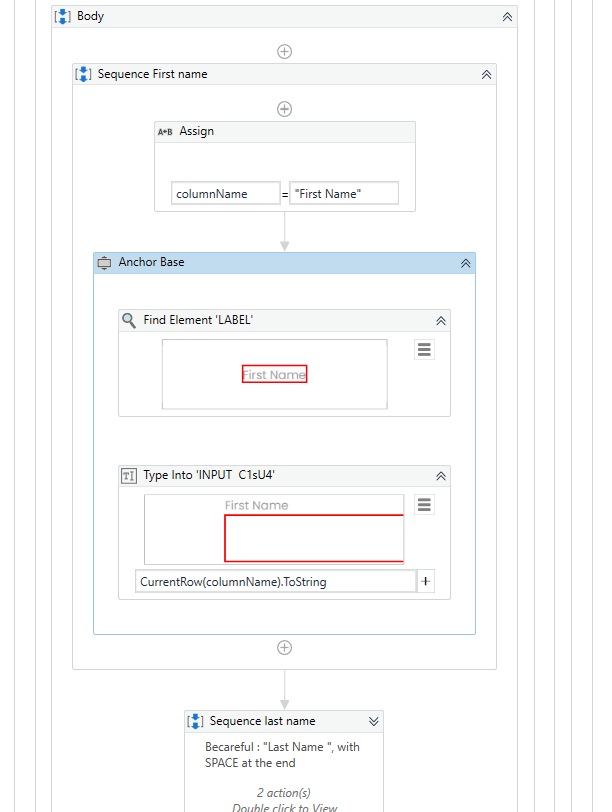 Body
Sequence First name
A+B Assign
columnName = "First Name"
Anchor Base
Find Element 'LABEL'
First Name
Type Into 'INPUT C1sU4'
First Name
CurrentRow(columnName).ToString
Sequence last name
Becareful : "Last Name ", with
SPACE at the end
2 action(s)
Double click to View